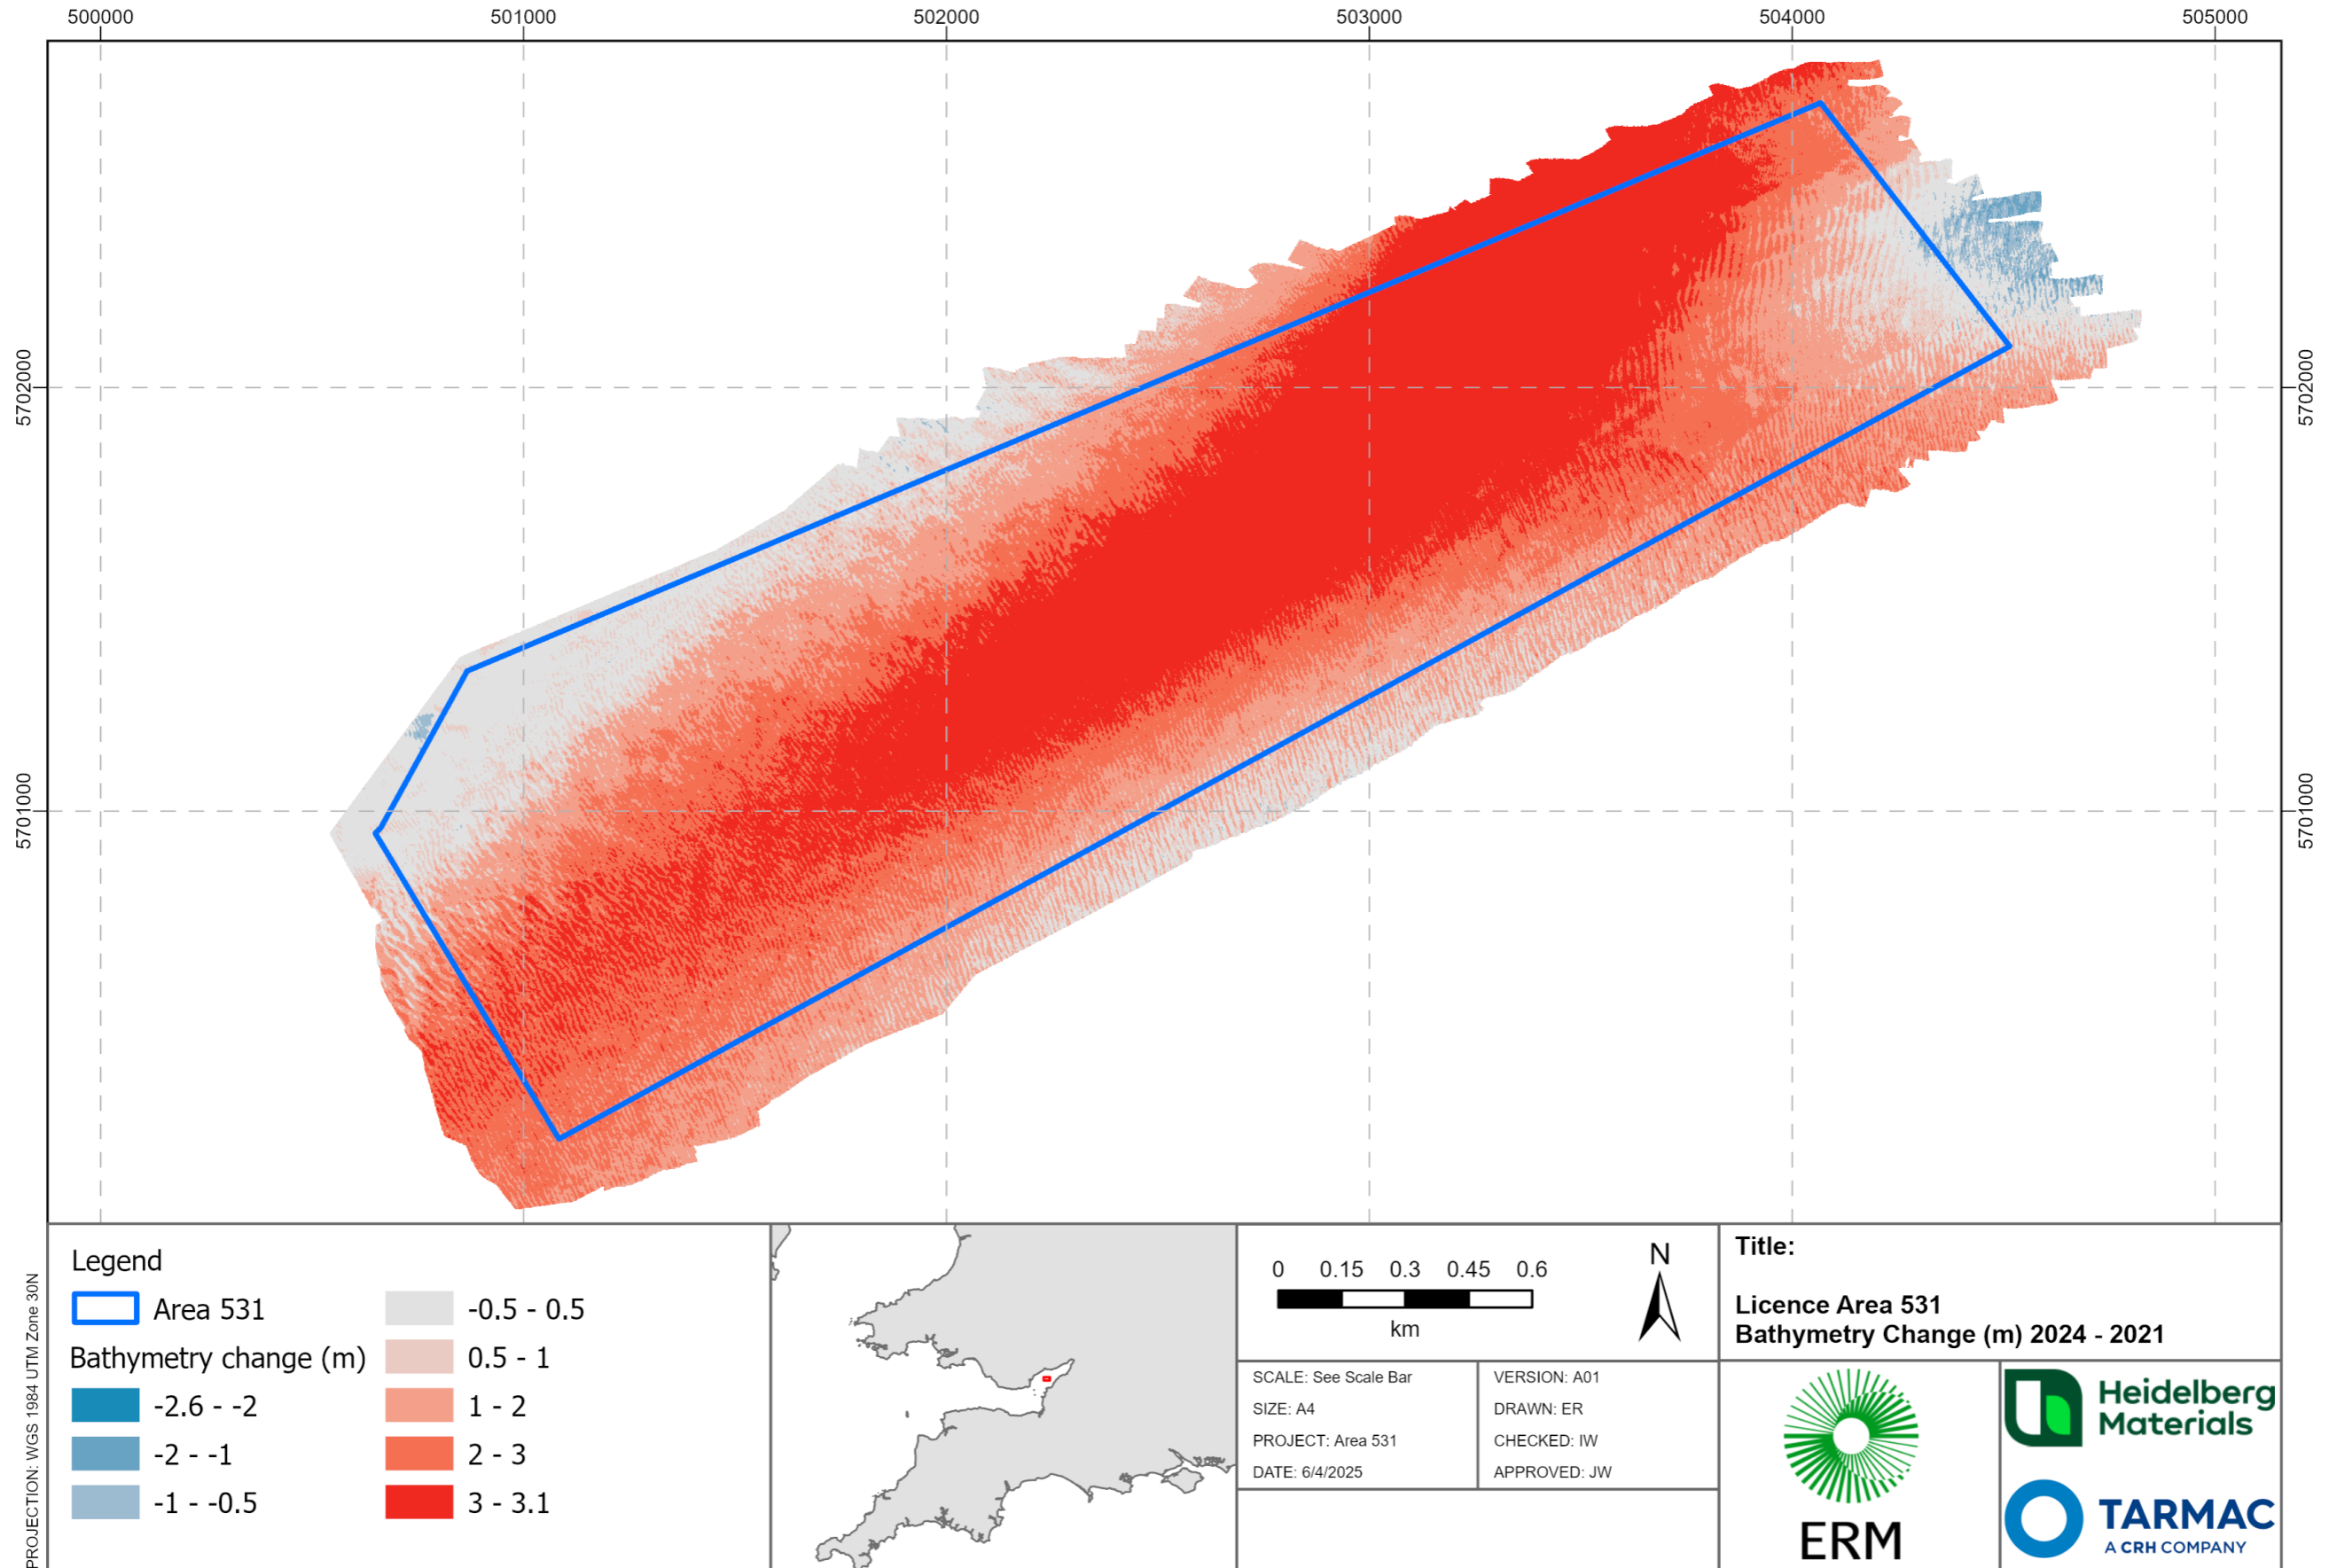 500000
501000
502000
503000
504000
505000
5702000
5702000
5701000
5701000
PROJECTION: WGS 1984 UTM Zone 30N
Legend
Area 531
Bathymetry change (m)
-2.6 - -2
-2 - -1
-1 - -0.5
-0.5 - 0.5
0.5 - 1
1 - 2
2 - 3
3 - 3.1
0 0.15 0.3 0.45 0.6
km
N
SCALE: See Scale Bar
SIZE: A4
PROJECT: Area 531
DATE: 6/4/2025
VERSION: A01
DRAWN: ER
CHECKED: IW
APPROVED: JW
Title:
Licence Area 531
Bathymetry Change (m) 2024 - 2021
ERM
Heidelberg
Materials
TARMAC
A CRH COMPANY